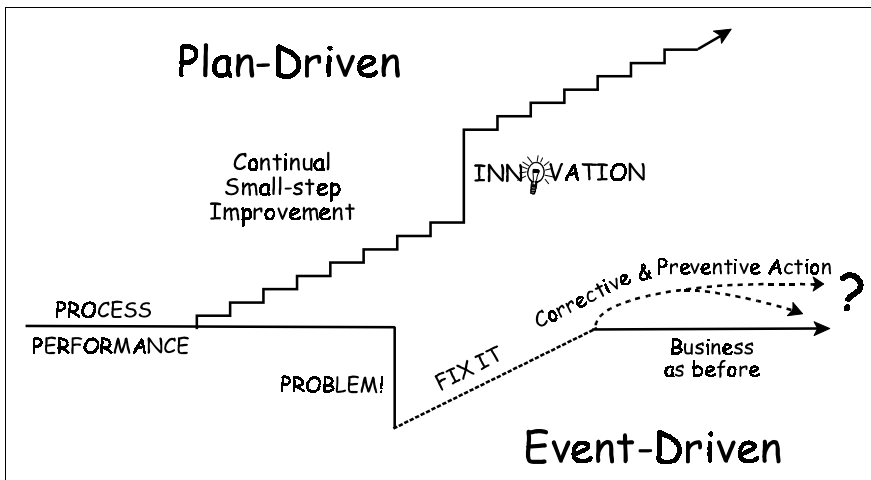 Plan-Driven
Continual
Small-step
Improvement
INNOVATION
PROCESS
PERFORMANCE
PROBLEM!
FIX IT
Corrective & Preventive Action
?
Business
as before
Event-Driven